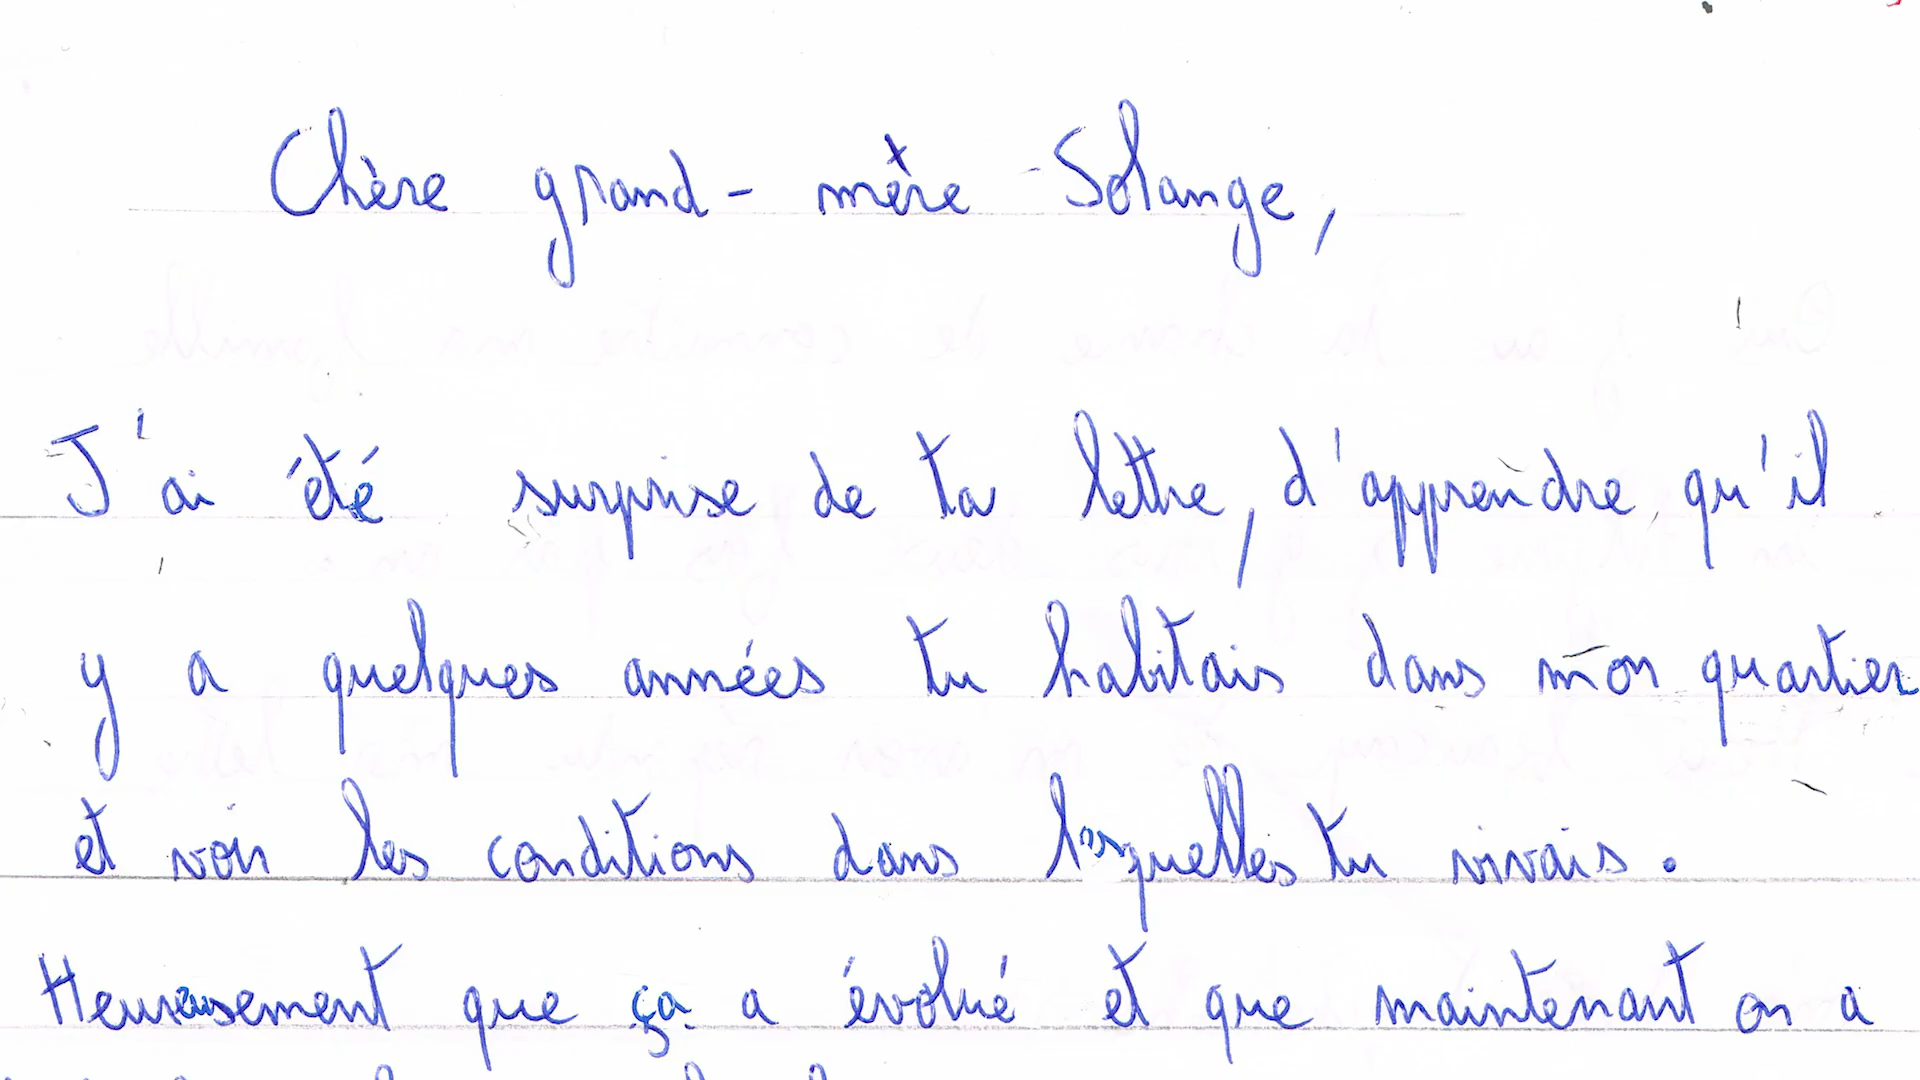 Chère grand-mère Solange,
J'ai été surprise de ta lettre, d'apprendre qu'il
y a quelques années tu habitais dans mon quartier
et voir les conditions dans lesquelles tu vivais.
Heureusement que ça a évolué et que maintenant on a